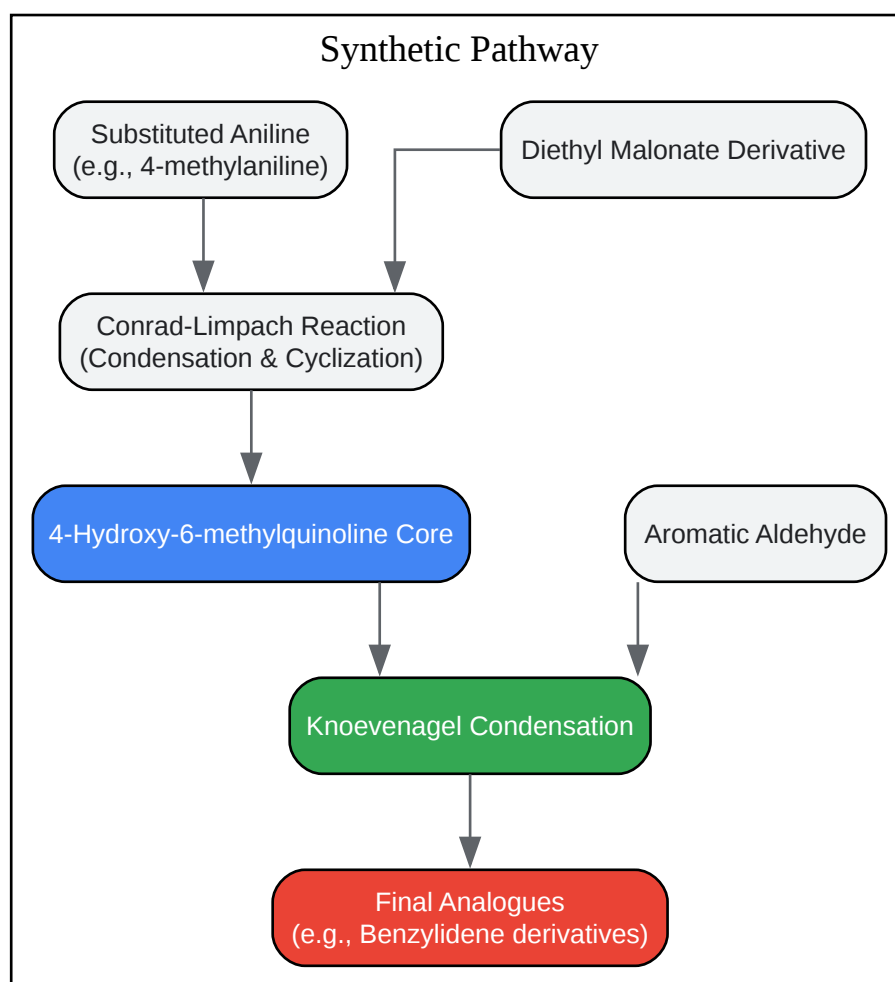 Synthetic Pathway
Substituted Aniline
(e.g., 4-methylaniline)
Diethyl Malonate Derivative
Conrad-Limpach Reaction
(Condensation & Cyclization)
4-Hydroxy-6-methylquinoline Core
Aromatic Aldehyde
Knoevenagel Condensation
Final Analogues
(e.g., Benzylidene derivatives)